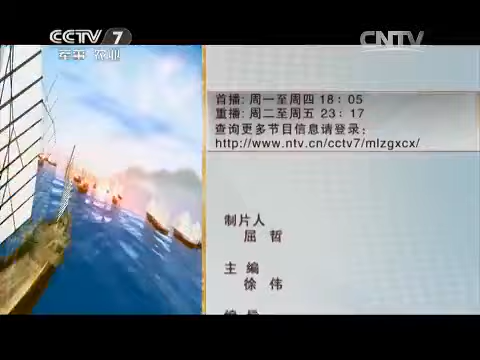 CCTV 7
军事 农业
CNTV
首播:周一至周四 18：05
重播:周二至周五 23：17
查询更多节目信息请登录：
http://www.ntv.cn/cctv7/mlzgxcx/
制片人
屈 哲
主 编
徐 伟